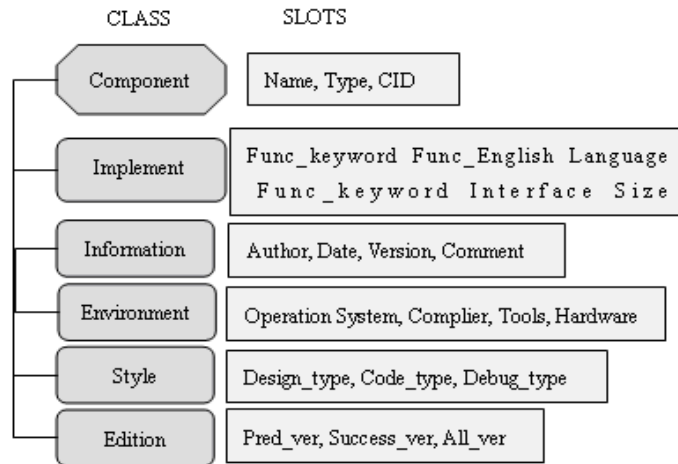 CLASS SLOTS
Component Name, Type, CID
Implement
Func_keyword Func_English Language
Func_keyword Interface Size
Information Author, Date, Version, Comment
Environment Operation System, Complier, Tools, Hardware
Style Design_type, Code_type, Debug_type
Edition Pred_ver, Success_ver, All_ver